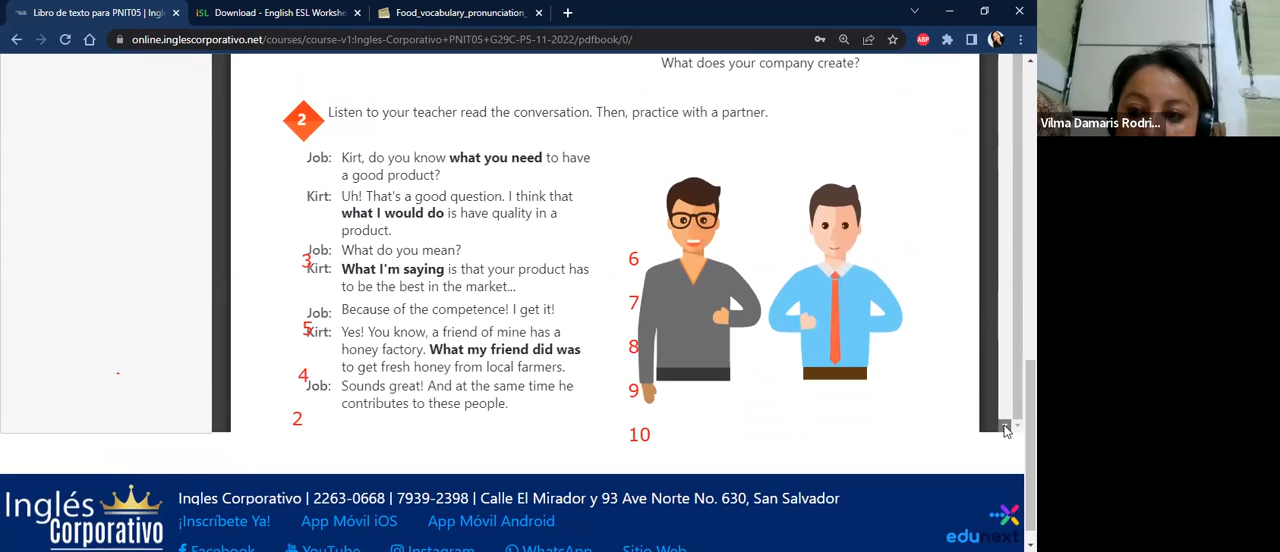 Libro de texto para PNIT05 | Ingl
Download - English ESL Workshe
Food_vocabulary_pronunciation_
online.inglescorporativo.net/courses/course-v1:Ingles-Corporativo+PNIT05+G29C-P5-11-2022/pdfbook/0/
ABP
Vilma Damaris Rodri...
What does your company create?
2 Listen to your teacher read the conversation. Then, practice with a partner.
Job: Kirt, do you know what you need to have
a good product?
Kirt: Uh! That's a good question. I think that
what I would do is have quality in a
product.
Job: What do you mean?
3
Kirt: What I'm saying is that your product has
to be the best in the market...
Job: Because of the competence! I get it!
5
Kirt: Yes! You know, a friend of mine has a
honey factory. What my friend did was
to get fresh honey from local farmers.
4
Job: Sounds great! And at the same time he
contributes to these people.
2
6
7
8
9
10
Inglés
Corporativo
Ingles Corporativo | 2263-0668 | 7939-2398 | Calle El Mirador y 93 Ave Norte No. 630, San Salvador
¡Inscríbete Ya! App Móvil iOS App Móvil Android
Facebook YouTube Instagram WhatsApp Sitio Web
edunext